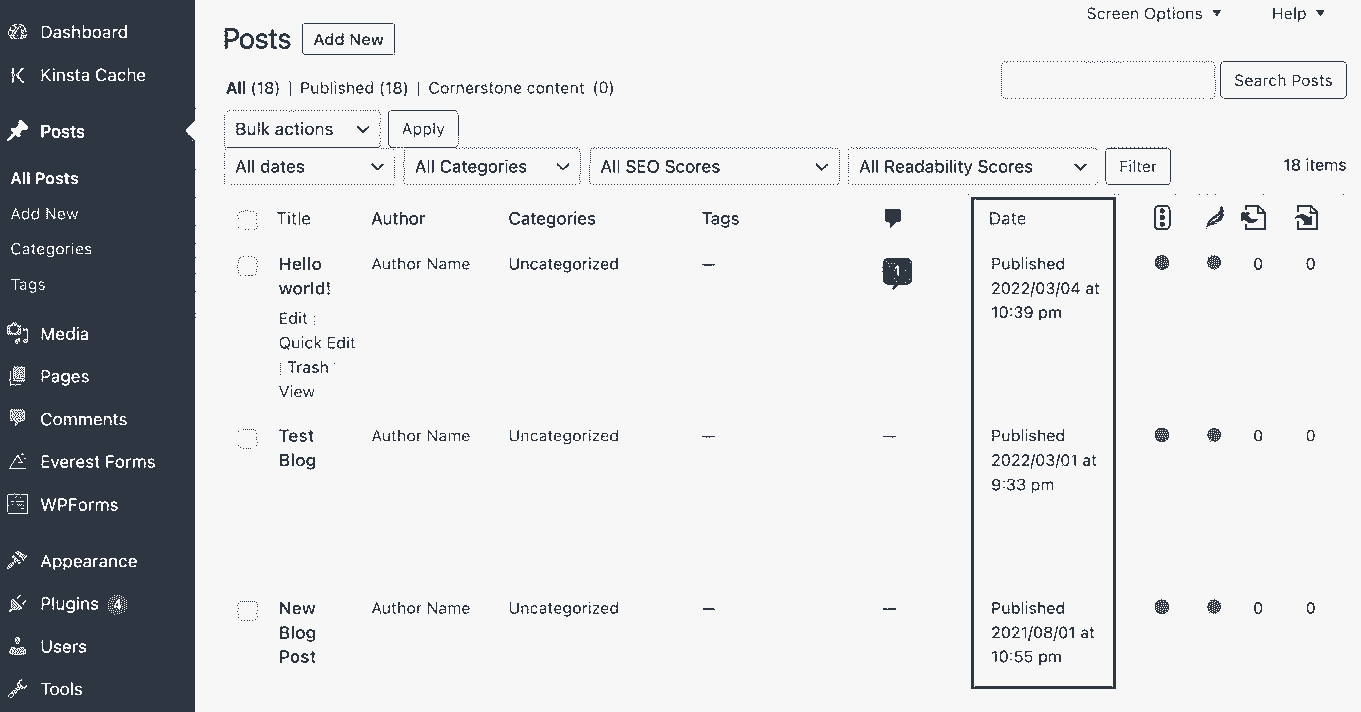 Screen Options ▼ Help ▼
Dashboard
Kinsta Cache
Posts
All Posts
Add New
Categories
Tags
Media
Pages
Comments
Everest Forms
WPForms
Appearance
Plugins 4
Users
Tools
Posts Add New
All (18) | Published (18) | Cornerstone content (0)
Search Posts
Bulk actions Apply
All dates All Categories All SEO Scores All Readability Scores Filter 18 items
Title Author Categories Tags Date
Hello Author Name Uncategorized — 1 Published 0 0
world! 2022/03/04 at
Edit | 10:39 pm
Quick Edit
| Trash |
View
Test Author Name Uncategorized — — Published 0 0
Blog 2022/03/01 at
9:33 pm
New Author Name Uncategorized — — Published 0 0
Blog 2021/08/01 at
Post 10:55 pm